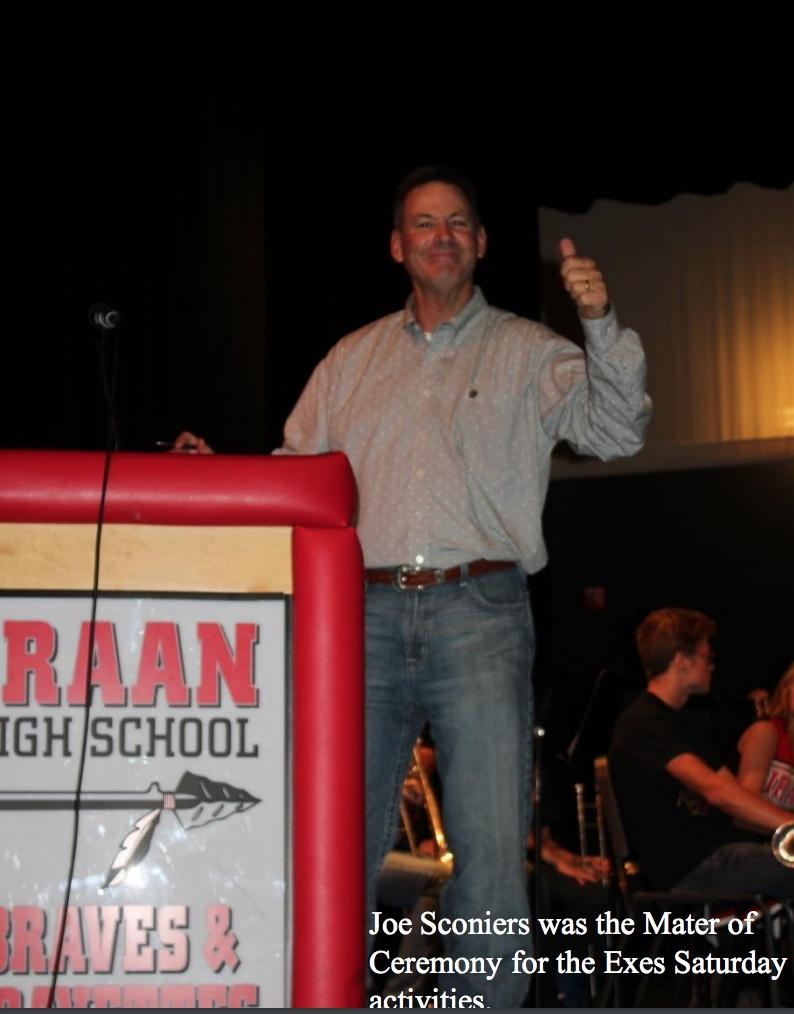 RAAN
IGH SCHOOL
BRAVES &
Joe Sconiers was the Mater of
Ceremony for the Exes Saturday
activities.